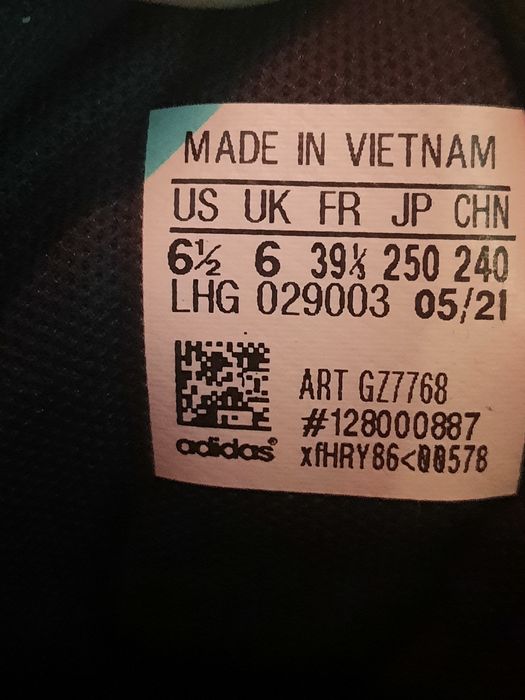 MADE IN VIETNAM
US UK FR JP CHN
6½ 6 39⅓ 250 240
LHG 029003 05/21
ART GZ7768
#128000887
adidas®
xfHRY86<00578